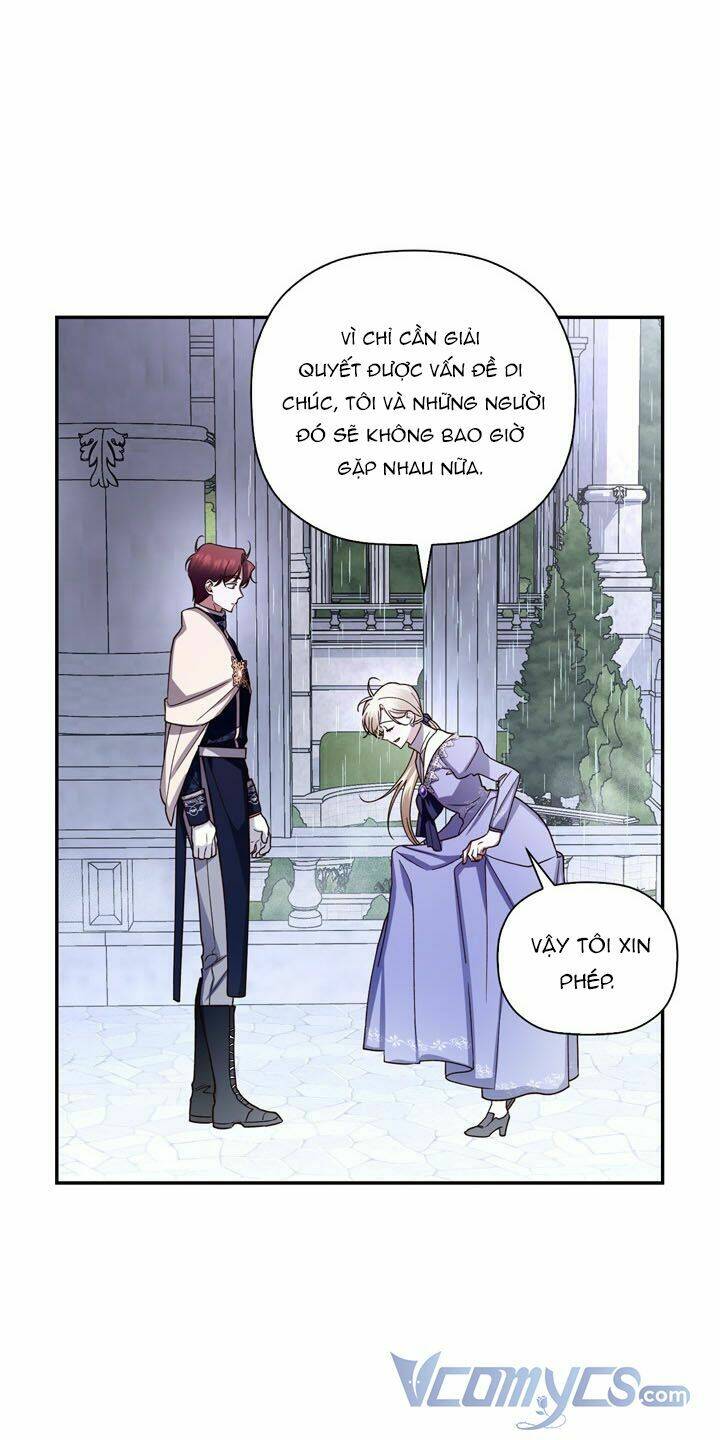 VÌ CHỈ CẦN GIẢI
QUYẾT ĐƯỢC VẤN ĐỀ DI
CHÚC, TÔI VÀ NHỮNG NGƯỜI
ĐÓ SẼ KHÔNG BAO GIỜ
GẶP NHAU NỮA.
VẬY TÔI XIN
PHÉP.
VCOMYCS.com